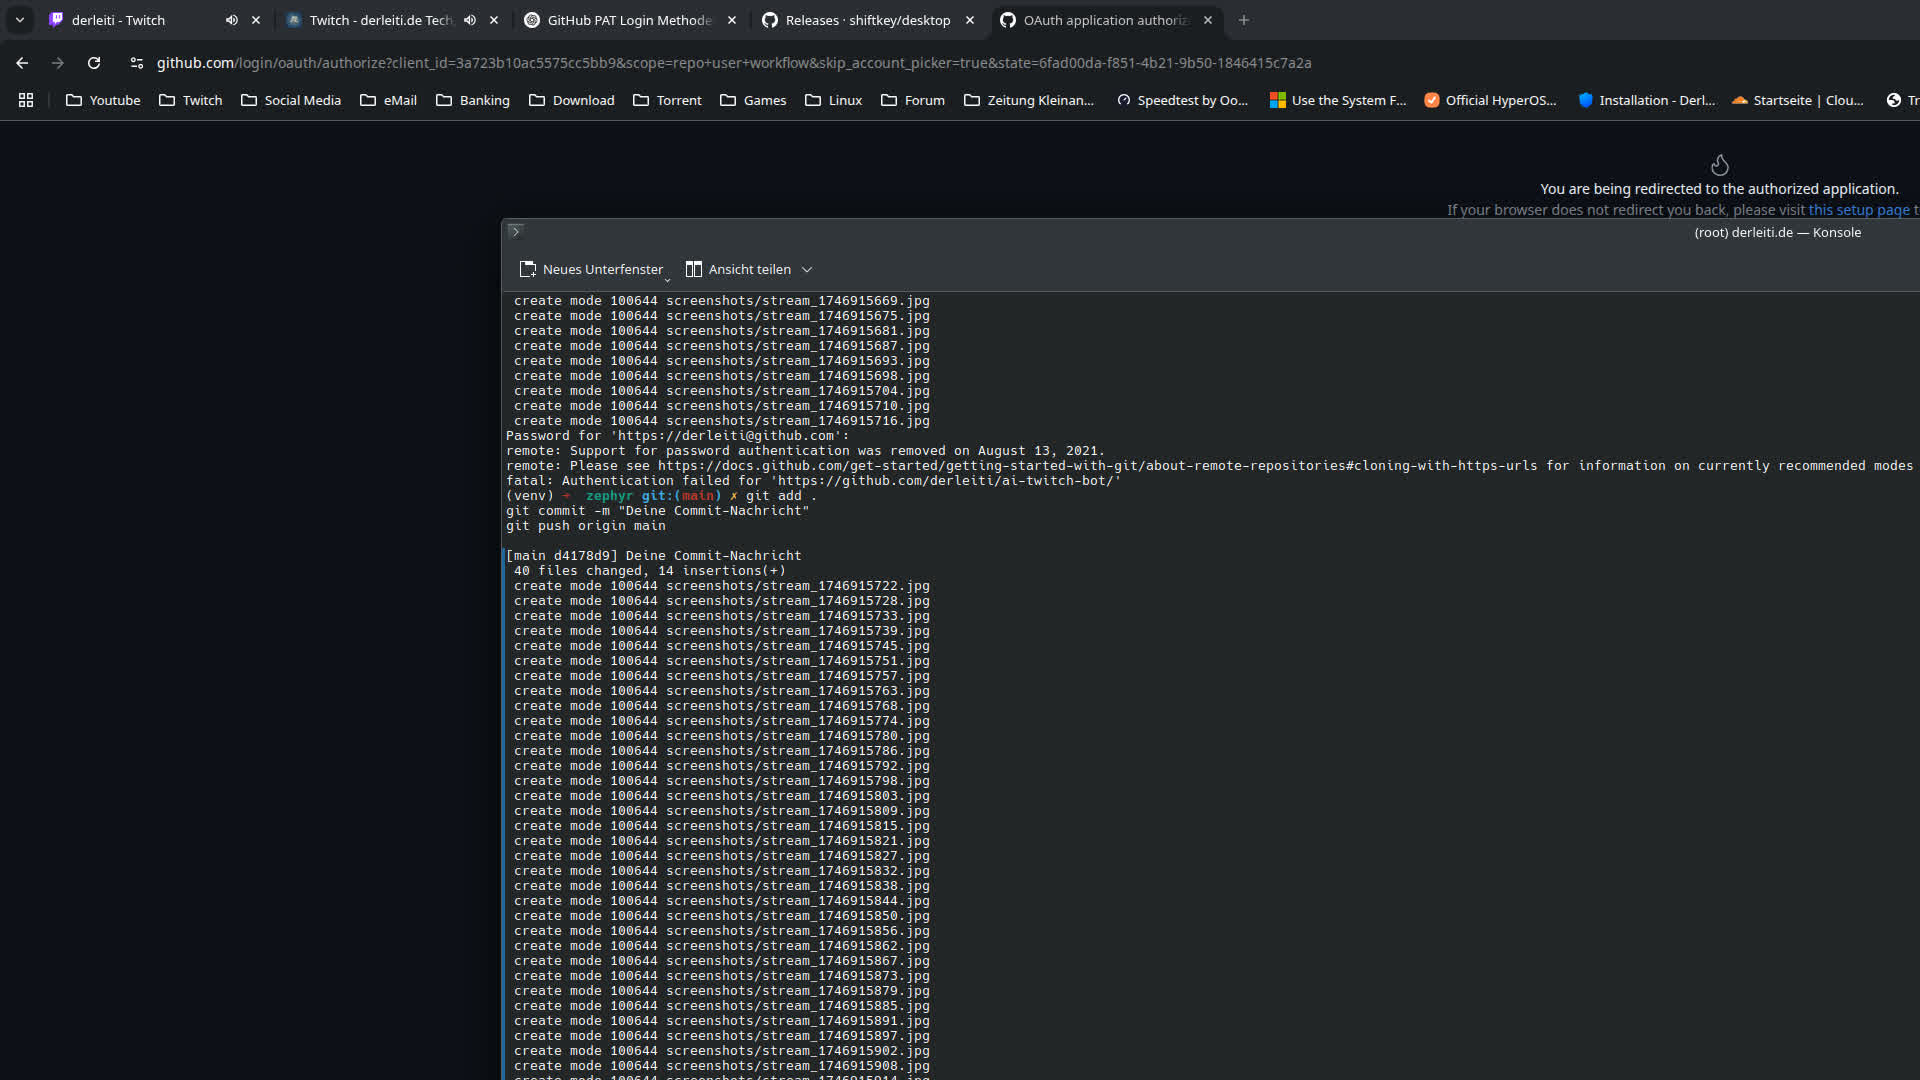 derleiti - Twitch
Twitch - derleiti.de Tech
GitHub PAT Login Methode
Releases · shiftkey/desktop
OAuth application authoriz
github.com/login/oauth/authorize?client_id=3a723b10ac5575cc5bb9&scope=repo+user+workflow&skip_account_picker=true&state=6fad00da-f851-4b21-9b50-1846415c7a2a
Youtube
Twitch
Social Media
eMail
Banking
Download
Torrent
Games
Linux
Forum
Zeitung Kleinan...
Speedtest by Oo...
Use the System F...
Official HyperOS...
Installation - Derl...
Startseite | Clou...
Tr
You are being redirected to the authorized application.
If your browser does not redirect you back, please visit this setup page t
(root) derleiti.de — Konsole
Neues Unterfenster
Ansicht teilen
create mode 100644 screenshots/stream_1746915669.jpg
create mode 100644 screenshots/stream_1746915675.jpg
create mode 100644 screenshots/stream_1746915681.jpg
create mode 100644 screenshots/stream_1746915687.jpg
create mode 100644 screenshots/stream_1746915693.jpg
create mode 100644 screenshots/stream_1746915698.jpg
create mode 100644 screenshots/stream_1746915704.jpg
create mode 100644 screenshots/stream_1746915710.jpg
create mode 100644 screenshots/stream_1746915716.jpg
Password for 'https://derleiti@github.com':
remote: Support for password authentication was removed on August 13, 2021.
remote: Please see https://docs.github.com/get-started/getting-started-with-git/about-remote-repositories#cloning-with-https-urls for information on currently recommended modes
fatal: Authentication failed for 'https://github.com/derleiti/ai-twitch-bot/'
(venv) ➜ zephyr git:(main) ✗ git add .
git commit -m "Deine Commit-Nachricht"
git push origin main
[main d4178d9] Deine Commit-Nachricht
40 files changed, 14 insertions(+)
create mode 100644 screenshots/stream_1746915722.jpg
create mode 100644 screenshots/stream_1746915728.jpg
create mode 100644 screenshots/stream_1746915733.jpg
create mode 100644 screenshots/stream_1746915739.jpg
create mode 100644 screenshots/stream_1746915745.jpg
create mode 100644 screenshots/stream_1746915751.jpg
create mode 100644 screenshots/stream_1746915757.jpg
create mode 100644 screenshots/stream_1746915763.jpg
create mode 100644 screenshots/stream_1746915768.jpg
create mode 100644 screenshots/stream_1746915774.jpg
create mode 100644 screenshots/stream_1746915780.jpg
create mode 100644 screenshots/stream_1746915786.jpg
create mode 100644 screenshots/stream_1746915792.jpg
create mode 100644 screenshots/stream_1746915798.jpg
create mode 100644 screenshots/stream_1746915803.jpg
create mode 100644 screenshots/stream_1746915809.jpg
create mode 100644 screenshots/stream_1746915815.jpg
create mode 100644 screenshots/stream_1746915821.jpg
create mode 100644 screenshots/stream_1746915827.jpg
create mode 100644 screenshots/stream_1746915832.jpg
create mode 100644 screenshots/stream_1746915838.jpg
create mode 100644 screenshots/stream_1746915844.jpg
create mode 100644 screenshots/stream_1746915850.jpg
create mode 100644 screenshots/stream_1746915856.jpg
create mode 100644 screenshots/stream_1746915862.jpg
create mode 100644 screenshots/stream_1746915867.jpg
create mode 100644 screenshots/stream_1746915873.jpg
create mode 100644 screenshots/stream_1746915879.jpg
create mode 100644 screenshots/stream_1746915885.jpg
create mode 100644 screenshots/stream_1746915891.jpg
create mode 100644 screenshots/stream_1746915897.jpg
create mode 100644 screenshots/stream_1746915902.jpg
create mode 100644 screenshots/stream_1746915908.jpg
create mode 100644 screenshots/stream_1746915914.jpg